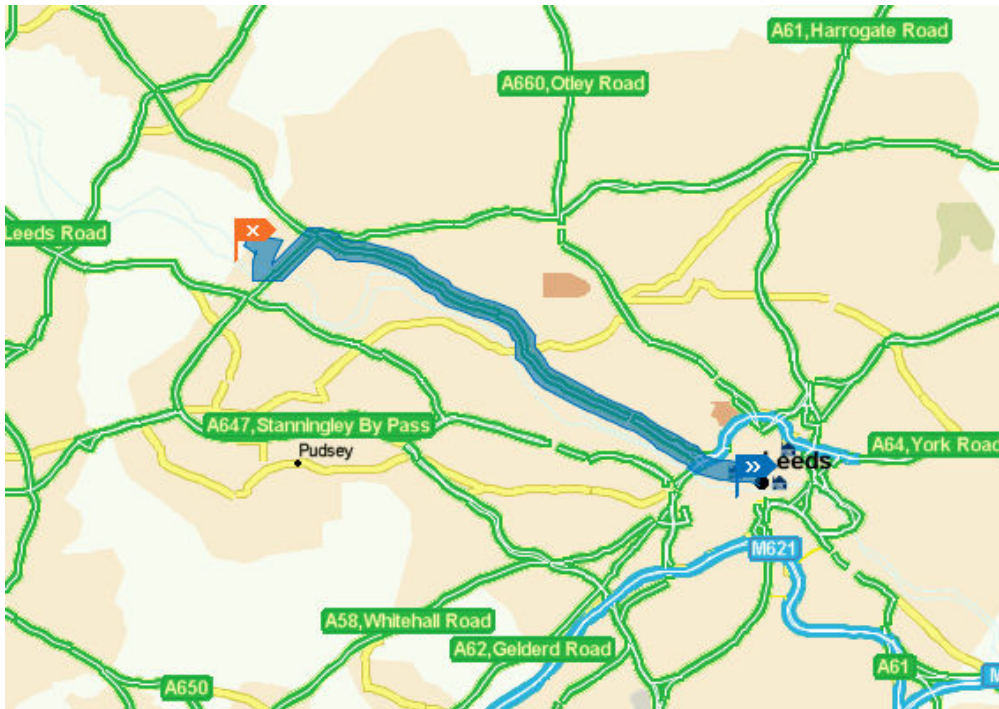 A61,Harrogate Road
A660,Otley Road
Leeds Road
A647,Stanningley By Pass
Pudsey
A64,York Road
Leeds
M621
A58,Whitehall Road
A62,Gelderd Road
A61
A650
M